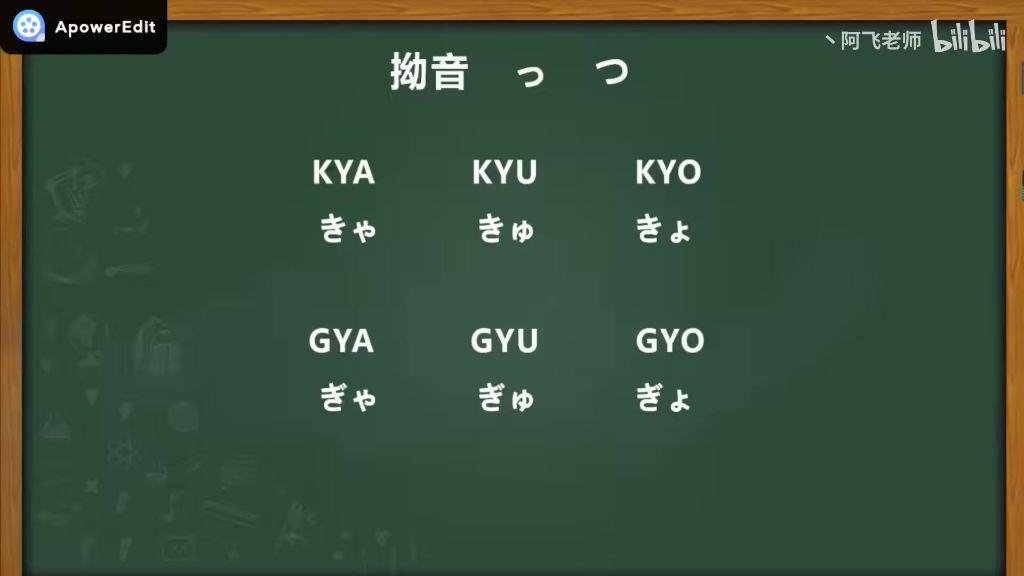 ApowerEdit
丶阿飞老师 bilibili
拗音 っ つ
KYA KYU KYO
きゃ きゅ きょ
GYA GYU GYO
ぎゃ ぎゅ ぎょ